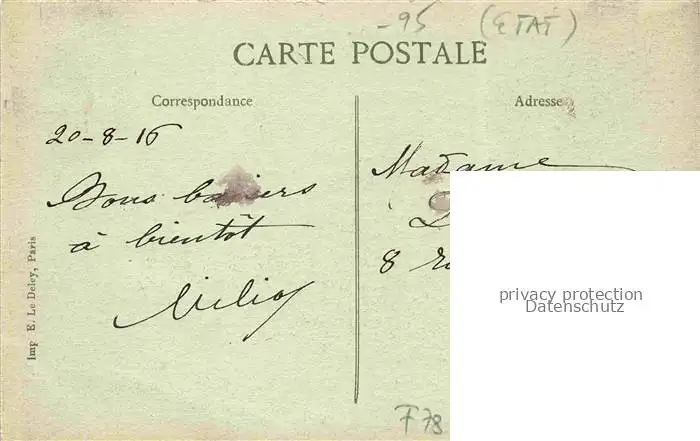 -95 (ETAT)
CARTE POSTALE
Correspondance
Adresse
20-8-16
Bons baisers
à bientôt
Madame
8
Imp E. Le Deley, Paris
F78
privacy protection
Datenschutz